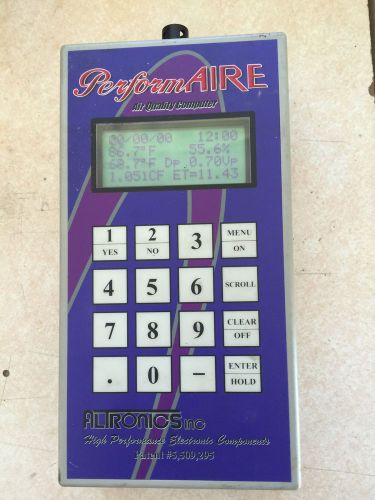 PerformAIRE
Air Quality Computer
00/00/00 12:00
86.7°F 55.6%
68.7°F Dp 0.70Vp
1.051CF ET=11.43
1 2 3 MENU
YES NO ON
4 5 6 SCROLL
7 8 9 CLEAR
OFF
. 0 - ENTER
HOLD
ALTRONICS INC
High Performance Electronic Components
Patent #5,509,295